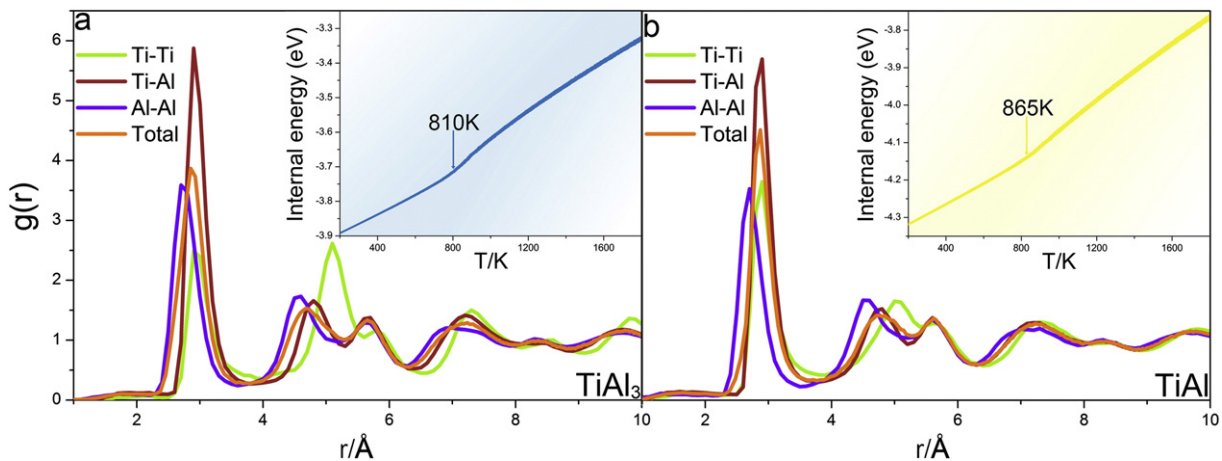 a
g(r)
6
5
4
3
2
1
0
Ti-Ti
Ti-Al
Al-Al
Total
Internal energy (eV)
-3.3
-3.4
-3.5
-3.6
-3.7
-3.8
-3.9
810K
400 800 1200 1600
T/K
TiAl3
2 4 6 8 10
r/Å
b
Ti-Ti
Ti-Al
Al-Al
Total
Internal energy (eV)
-3.8
-3.9
-4.0
-4.1
-4.2
-4.3
865K
400 800 1200 1600
T/K
TiAl
2 4 6 8 10
r/Å